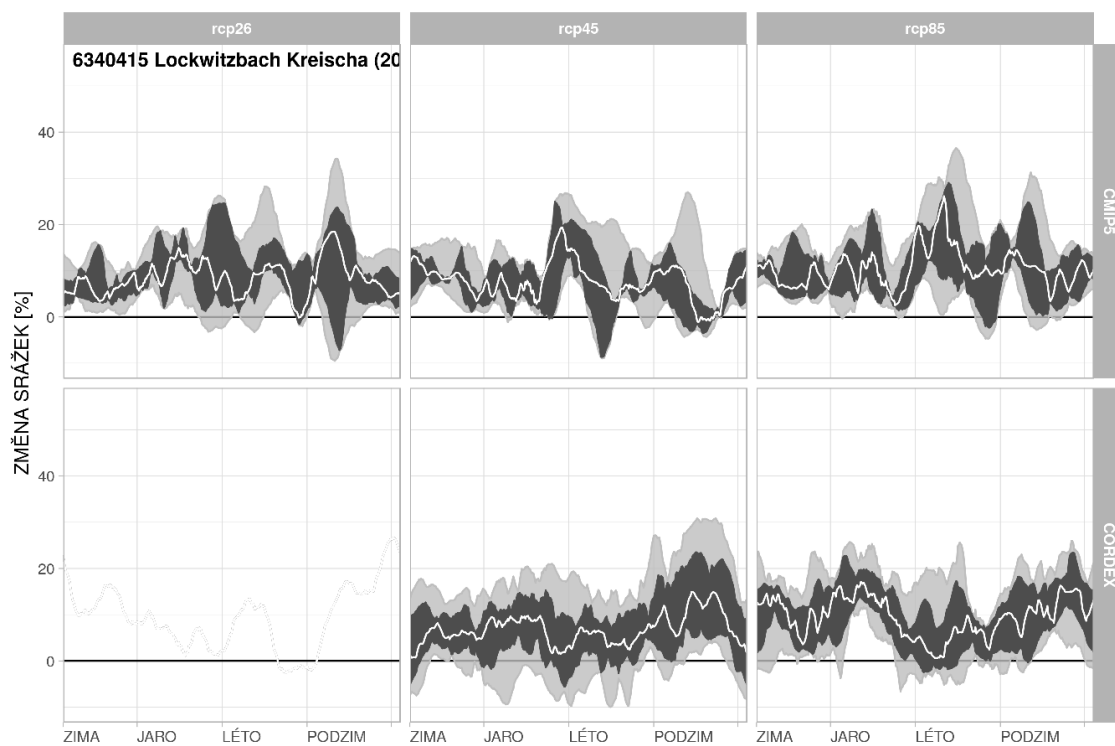 rcp26 rcp45 rcp85
6340415 Lockwitzbach Kreischa (20
ZMĚNA SRÁŽEK [%]
40
20
0
CMIP5
40
20
0
CORDEX
ZIMA JARO LÉTO PODZIM ZIMA JARO LÉTO PODZIM ZIMA JARO LÉTO PODZIM